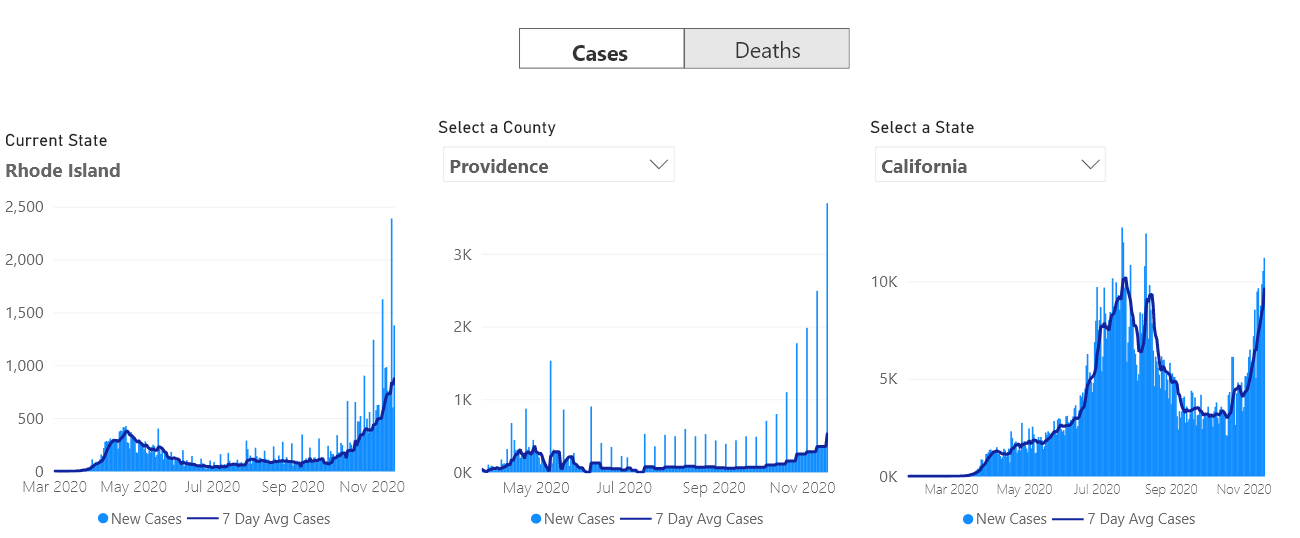 Cases
Deaths
Current State
Rhode Island
2,500
2,000
1,500
1,000
500
0
Mar 2020 May 2020 Jul 2020 Sep 2020 Nov 2020
New Cases 7 Day Avg Cases
Select a County
Providence
3K
2K
1K
0K
May 2020 Jul 2020 Sep 2020 Nov 2020
New Cases 7 Day Avg Cases
Select a State
California
10K
5K
0K
Mar 2020 May 2020 Jul 2020 Sep 2020 Nov 2020
New Cases 7 Day Avg Cases